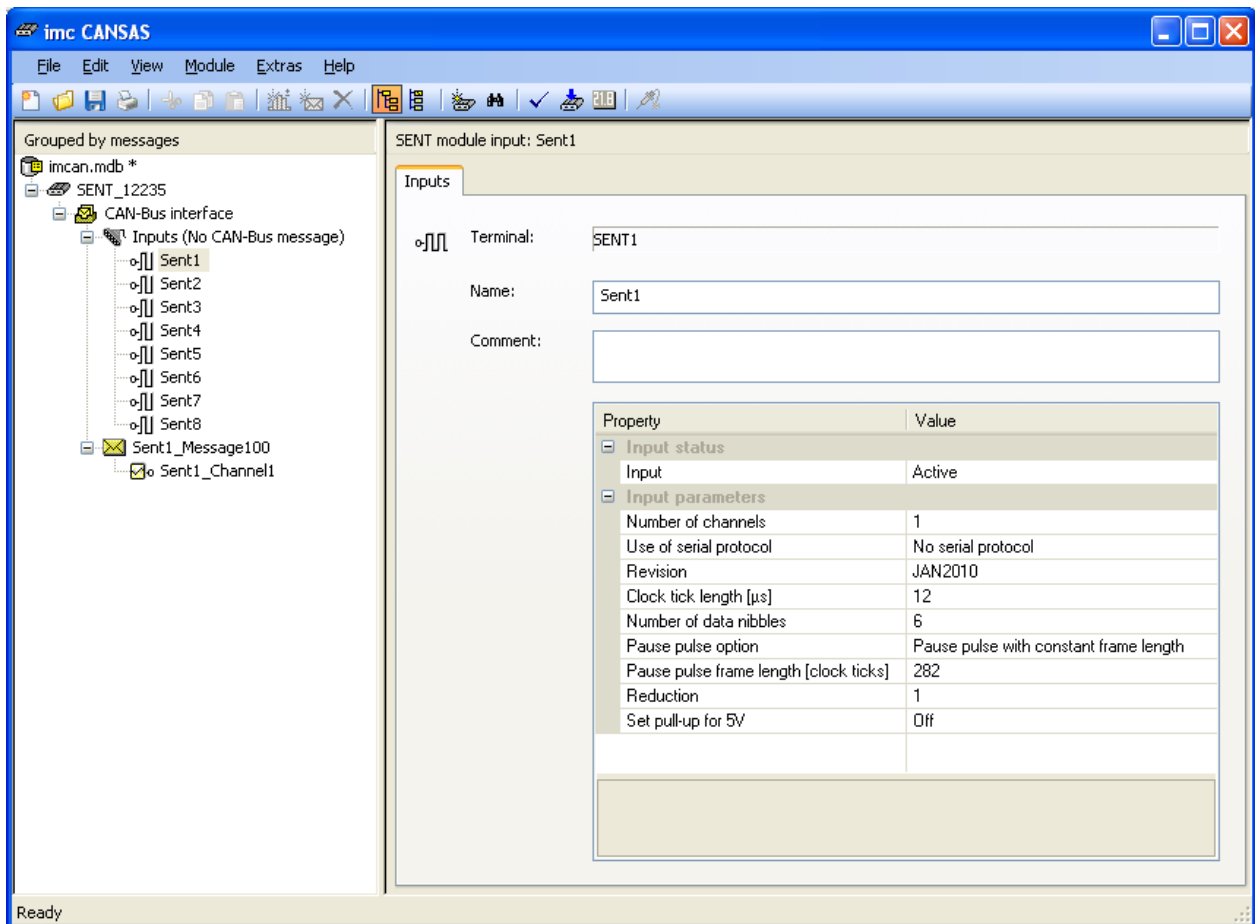 imc CANSAS
File Edit View Module Extras Help
Grouped by messages
imcan.mdb *
SENT_12235
CAN-Bus interface
Inputs (No CAN-Bus message)
Sent1
Sent2
Sent3
Sent4
Sent5
Sent6
Sent7
Sent8
Sent1_Message100
Sent1_Channel1
SENT module input: Sent1
Inputs
Terminal: SENT1
Name: Sent1
Comment:
Property Value
Input status
Input Active
Input parameters
Number of channels 1
Use of serial protocol No serial protocol
Revision JAN2010
Clock tick length [µs] 12
Number of data nibbles 6
Pause pulse option Pause pulse with constant frame length
Pause pulse frame length [clock ticks] 282
Reduction 1
Set pull-up for 5V Off
Ready